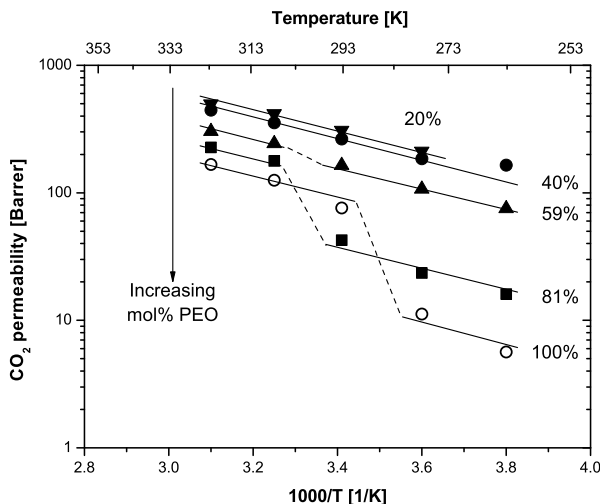 Temperature [K]
353 333 313 293 273 253
1000
100
10
1
CO2 permeability [Barrer]
20%
40%
59%
81%
100%
Increasing
mol% PEO
2.8 3.0 3.2 3.4 3.6 3.8 4.0
1000/T [1/K]